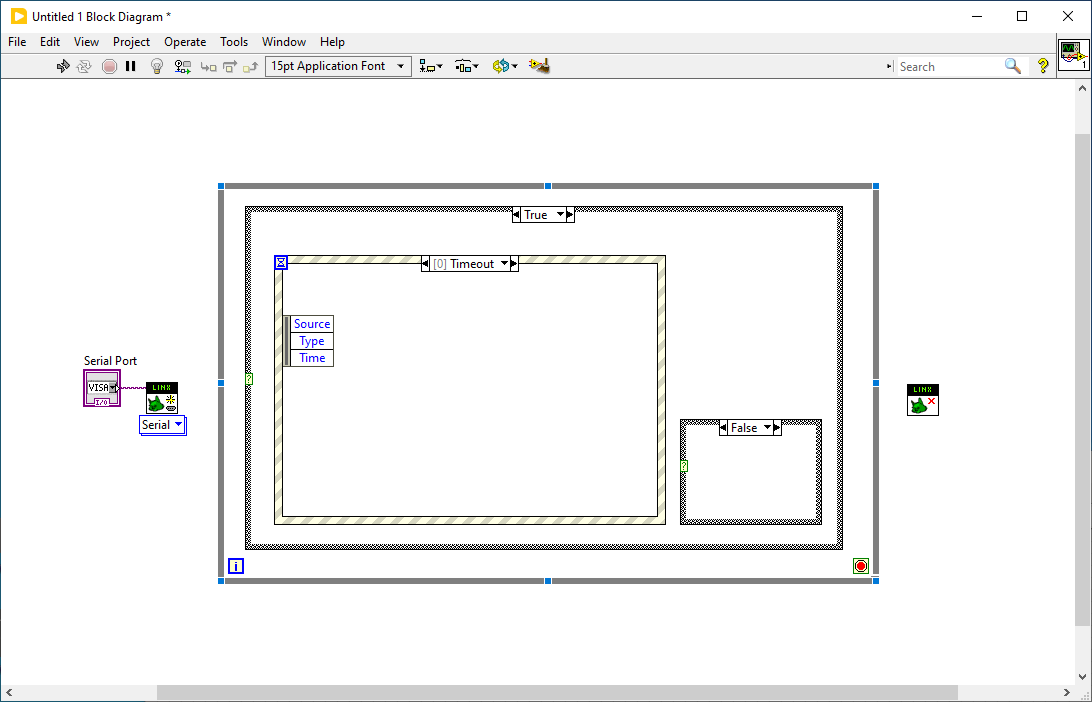 Untitled 1 Block Diagram *
File Edit View Project Operate Tools Window Help
15pt Application Font
Search
?
1
True
[0] Timeout
Source
Type
Time
?
Serial Port
VISA
I/O
LINX
Serial
False
?
LINX
i